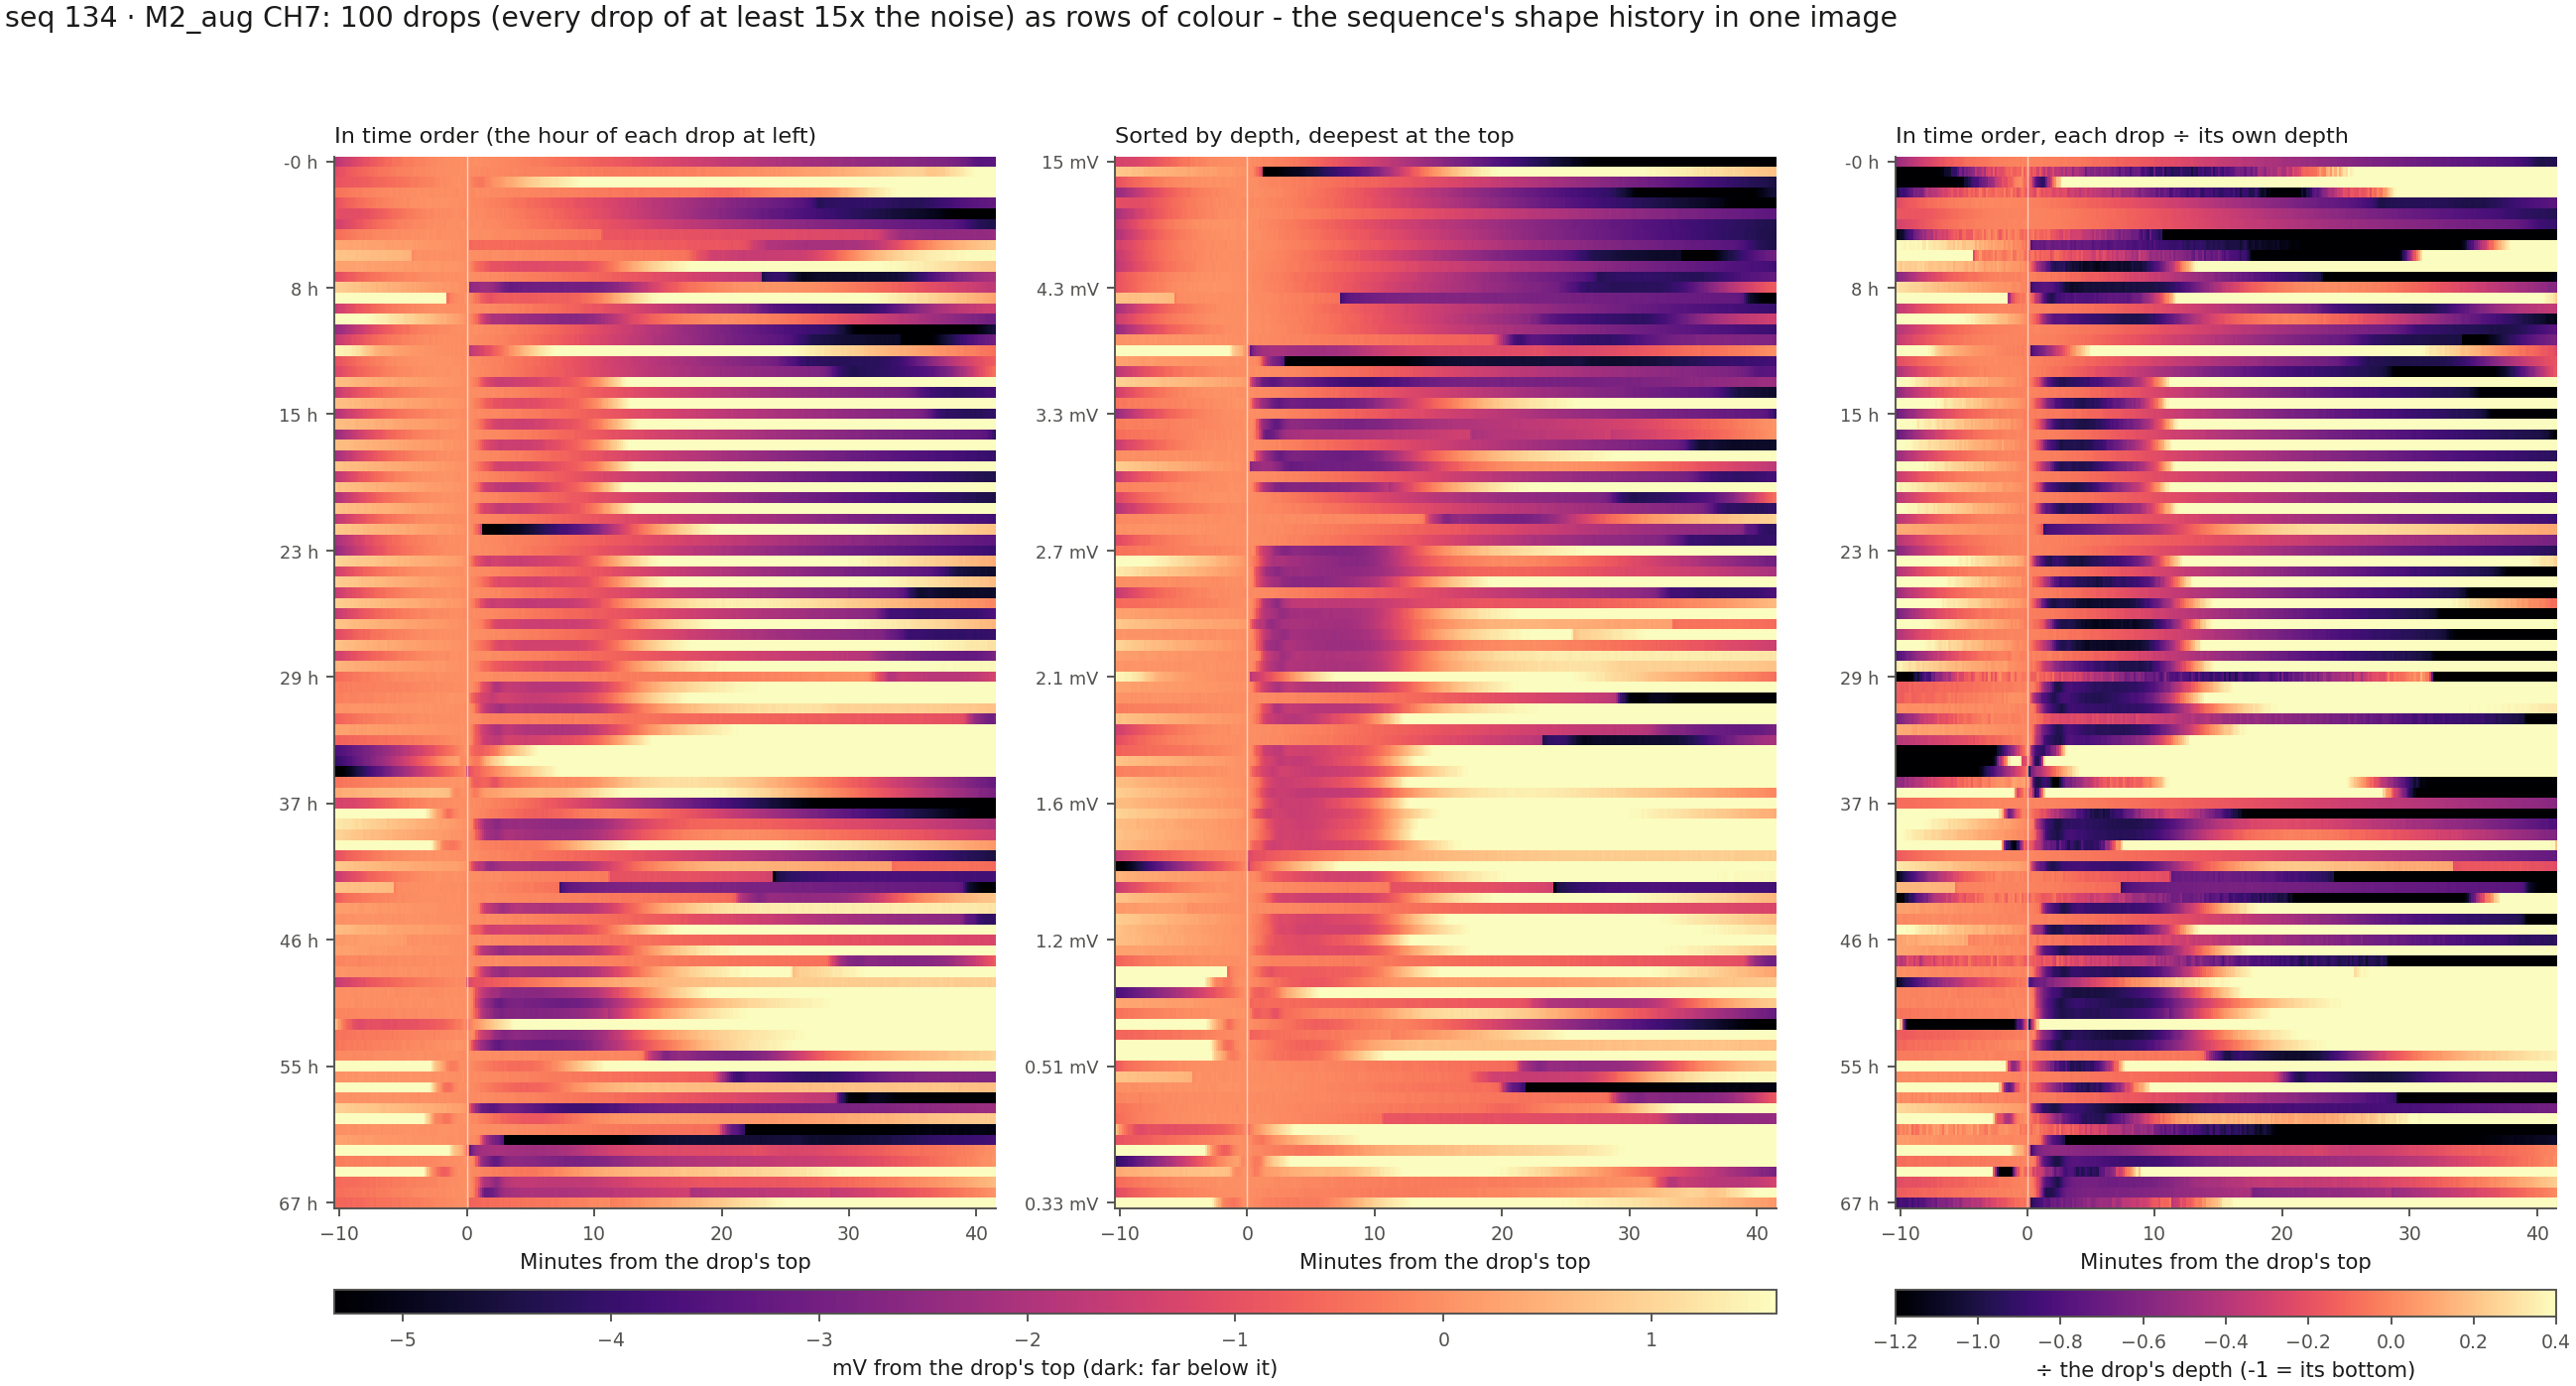 seq 134 · M2_aug CH7: 100 drops (every drop of at least 15x the noise) as rows of colour - the sequence's shape history in one image
In time order (the hour of each drop at left)
-0 h
8 h
15 h
23 h
29 h
37 h
46 h
55 h
67 h
−10 0 10 20 30 40
Minutes from the drop's top
Sorted by depth, deepest at the top
15 mV
4.3 mV
3.3 mV
2.7 mV
2.1 mV
1.6 mV
1.2 mV
0.51 mV
0.33 mV
−10 0 10 20 30 40
Minutes from the drop's top
In time order, each drop ÷ its own depth
-0 h
8 h
15 h
23 h
29 h
37 h
46 h
55 h
67 h
−10 0 10 20 30 40
Minutes from the drop's top
−5 −4 −3 −2 −1 0 1
mV from the drop's top (dark: far below it)
−1.2 −1.0 −0.8 −0.6 −0.4 −0.2 0.0 0.2 0.4
÷ the drop's depth (-1 = its bottom)